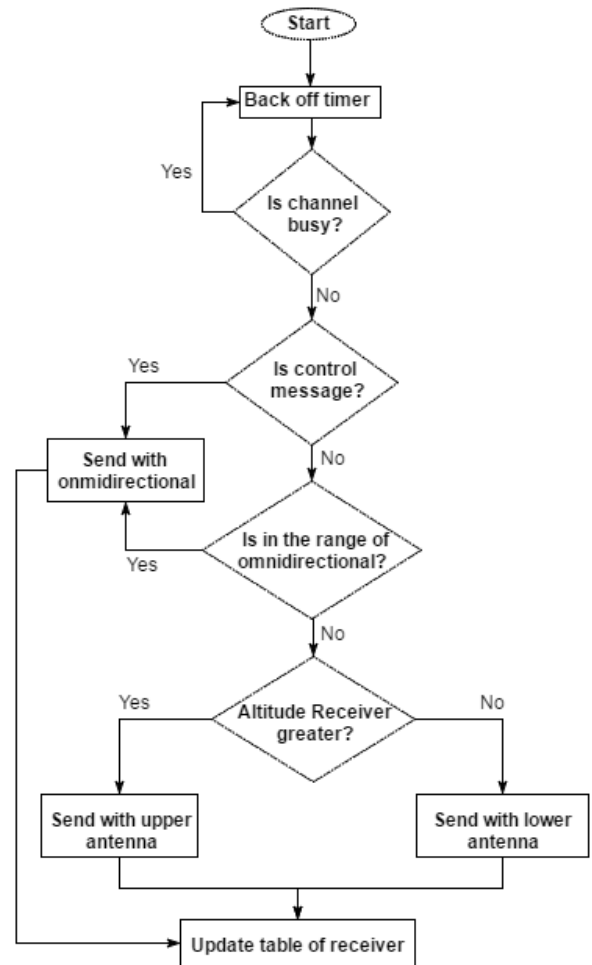 Start
Back off timer
Yes
Is channel
busy?
No
Is control
message?
Yes
Send with
onmidirectional
No
Is in the range of
omnidirectional?
Yes
No
Altitude Receiver
greater?
Yes
No
Send with upper
antenna
Send with lower
antenna
Update table of receiver